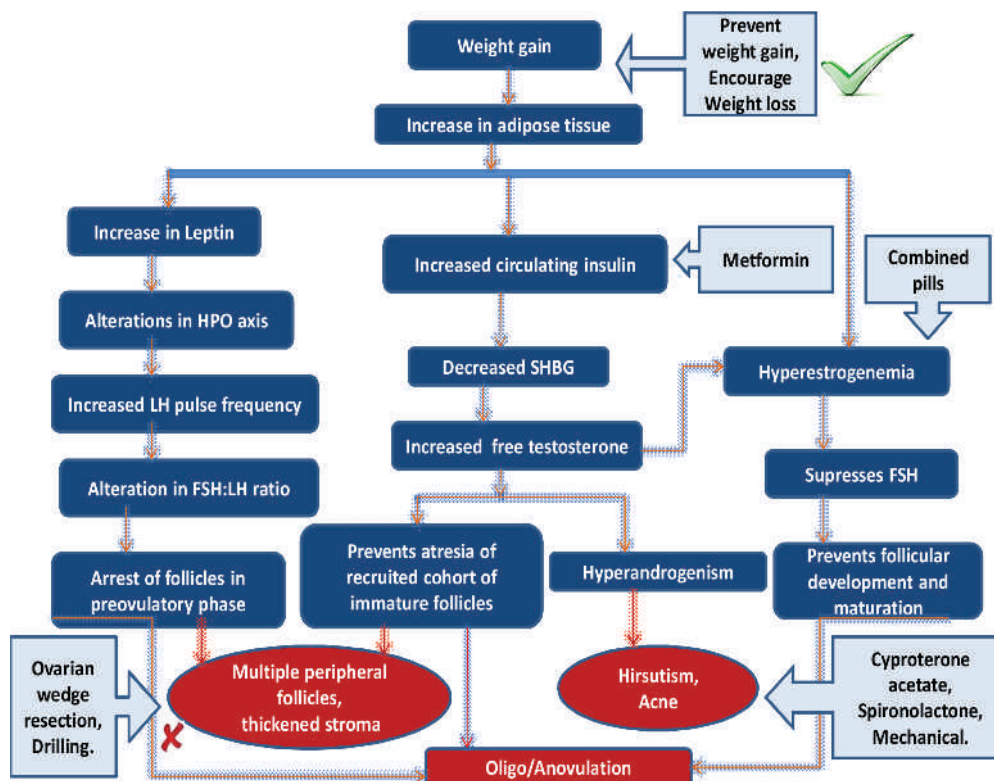 Weight gain
Prevent
weight gain,
Encourage
Weight loss
Increase in adipose tissue
Increase in Leptin
Increased circulating insulin
Metformin
Combined
pills
Alterations in HPO axis
Decreased SHBG
Hyperestrogenemia
Increased LH pulse frequency
Increased  free testosterone
Alteration in FSH:LH ratio
Supresses FSH
Arrest of follicles in
preovulatory phase
Prevents atresia of
recruited cohort of
immature follicles
Hyperandrogenism
Prevents follicular
development and
maturation
Ovarian
wedge
resection,
Drilling.
Multiple peripheral
follicles,
thickened stroma
Hirsutism,
Acne
Cyproterone
acetate,
Spironolactone,
Mechanical.
Oligo/Anovulation